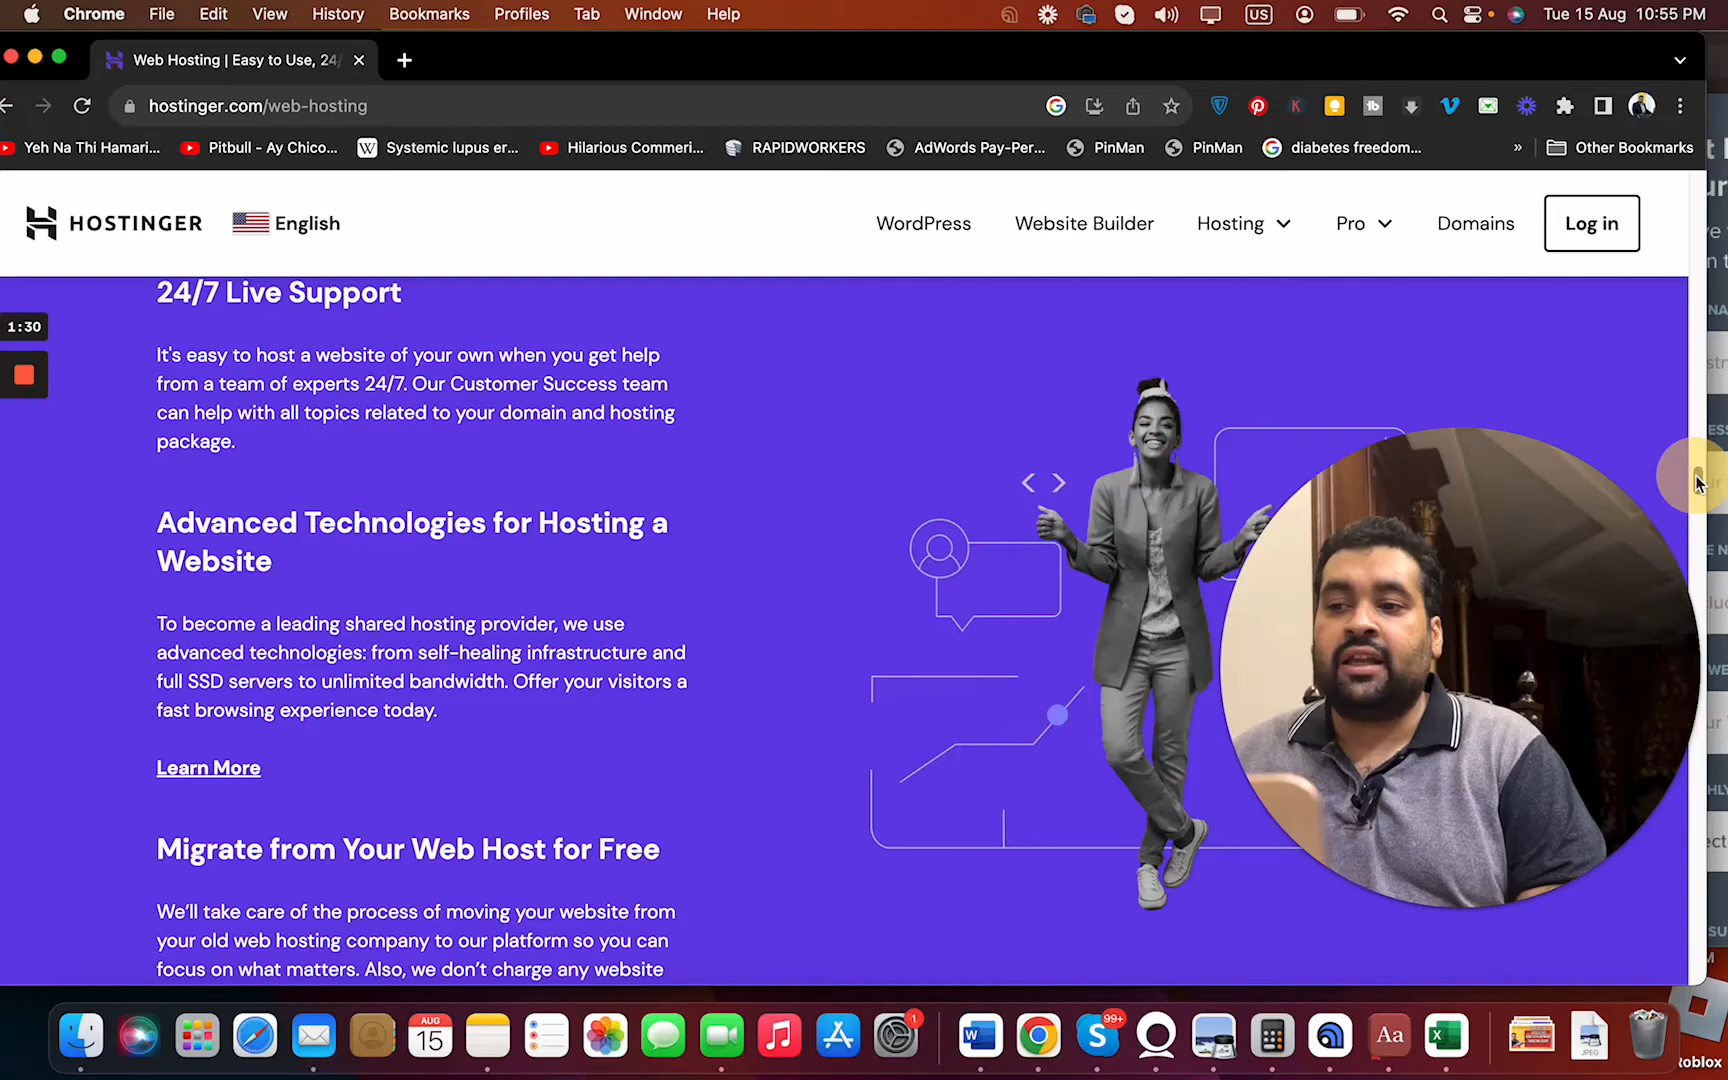 Chrome File Edit View History Bookmarks Profiles Tab Window Help
US
Tue 15 Aug 10:55 PM
Web Hosting | Easy to Use, 24/
hostinger.com/web-hosting
Yeh Na Thi Hamari...
Pitbull - Ay Chico...
Systemic lupus er...
Hilarious Commeri...
RAPIDWORKERS
AdWords Pay-Per...
PinMan
PinMan
diabetes freedom...
»
Other Bookmarks
HOSTINGER
English
WordPress
Website Builder
Hosting
Pro
Domains
Log in
1:30
24/7 Live Support
It's easy to host a website of your own when you get help
from a team of experts 24/7. Our Customer Success team
can help with all topics related to your domain and hosting
package.
Advanced Technologies for Hosting a
Website
To become a leading shared hosting provider, we use
advanced technologies: from self-healing infrastructure and
full SSD servers to unlimited bandwidth. Offer your visitors a
fast browsing experience today.
Learn More
Migrate from Your Web Host for Free
We'll take care of the process of moving your website from
your old web hosting company to our platform so you can
focus on what matters. Also, we don't charge any website
AUG
15
1
99+
Aa
JPEG
Roblox